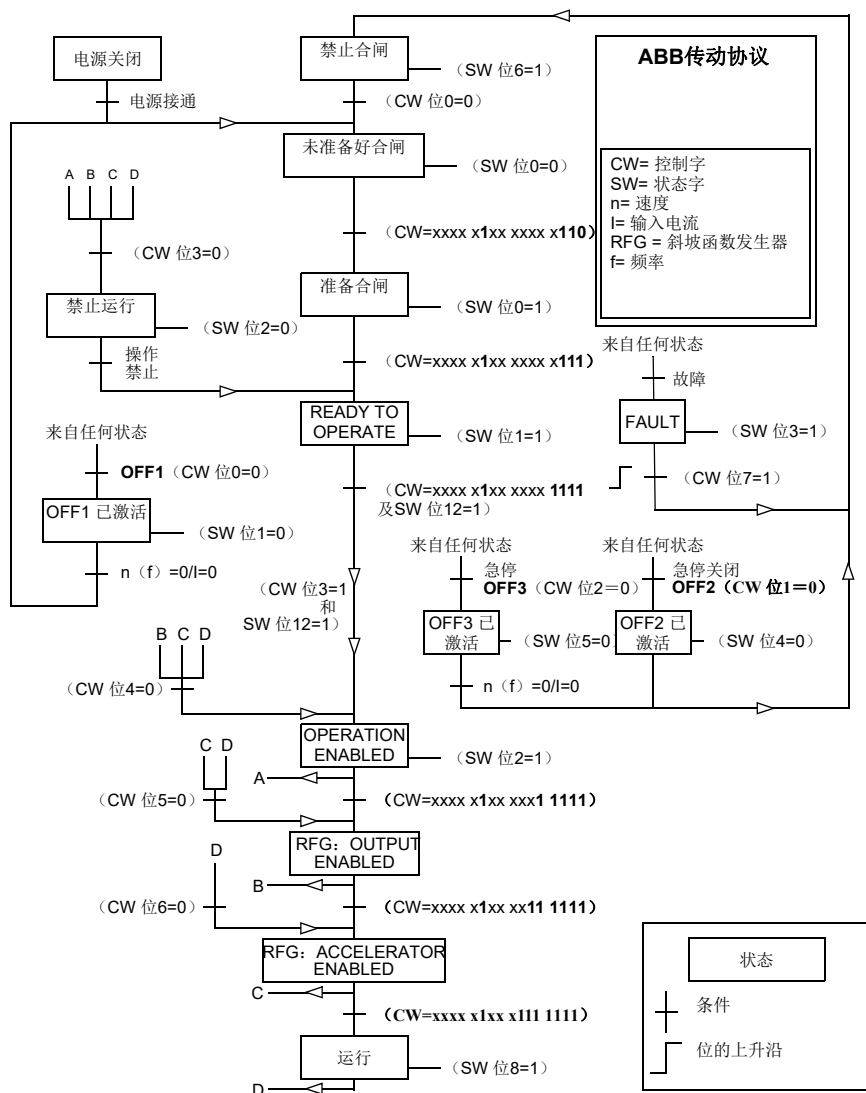 电源关闭
电源接通
禁止合闸
（SW 位6=1）
（CW 位0=0）
未准备好合闸
（SW 位0=0）
（CW=xxxx x1xx xxxx x110）
准备合闸
（SW 位0=1）
（CW=xxxx x1xx xxxx x111）
READY TO
OPERATE
（SW 位1=1）
（CW=xxxx x1xx xxxx 1111
及SW 位12=1）
（CW 位3=1
和
SW 位12=1）
A B C D
（CW 位3=0）
禁止运行
（SW 位2=0）
操作
禁止
来自任何状态
OFF1（CW 位0=0）
OFF1 已激活
（SW 位1=0）
n（f）=0/I=0
B C D
（CW 位4=0）
OPERATION
ENABLED
（SW 位2=1）
A
C D
（CW 位5=0）
（CW=xxxx x1xx xxx1 1111）
RFG：OUTPUT
ENABLED
B
D
（CW 位6=0）
（CW=xxxx x1xx xx11 1111）
RFG：ACCELERATOR
ENABLED
C
（CW=xxxx x1xx x111 1111）
运行
（SW 位8=1）
D
ABB传动协议
CW= 控制字
SW= 状态字
n= 速度
I= 输入电流
RFG = 斜坡函数发生器
f= 频率
来自任何状态
故障
FAULT
（SW 位3=1）
（CW 位7=1）
来自任何状态
急停
OFF3（CW 位2＝0）
OFF3 已
激活
（SW 位5=0）
n（f）=0/I=0
来自任何状态
急停关闭
OFF2（CW 位1＝0）
OFF2 已
激活
（SW 位4=0）
状态
条件
位的上升沿